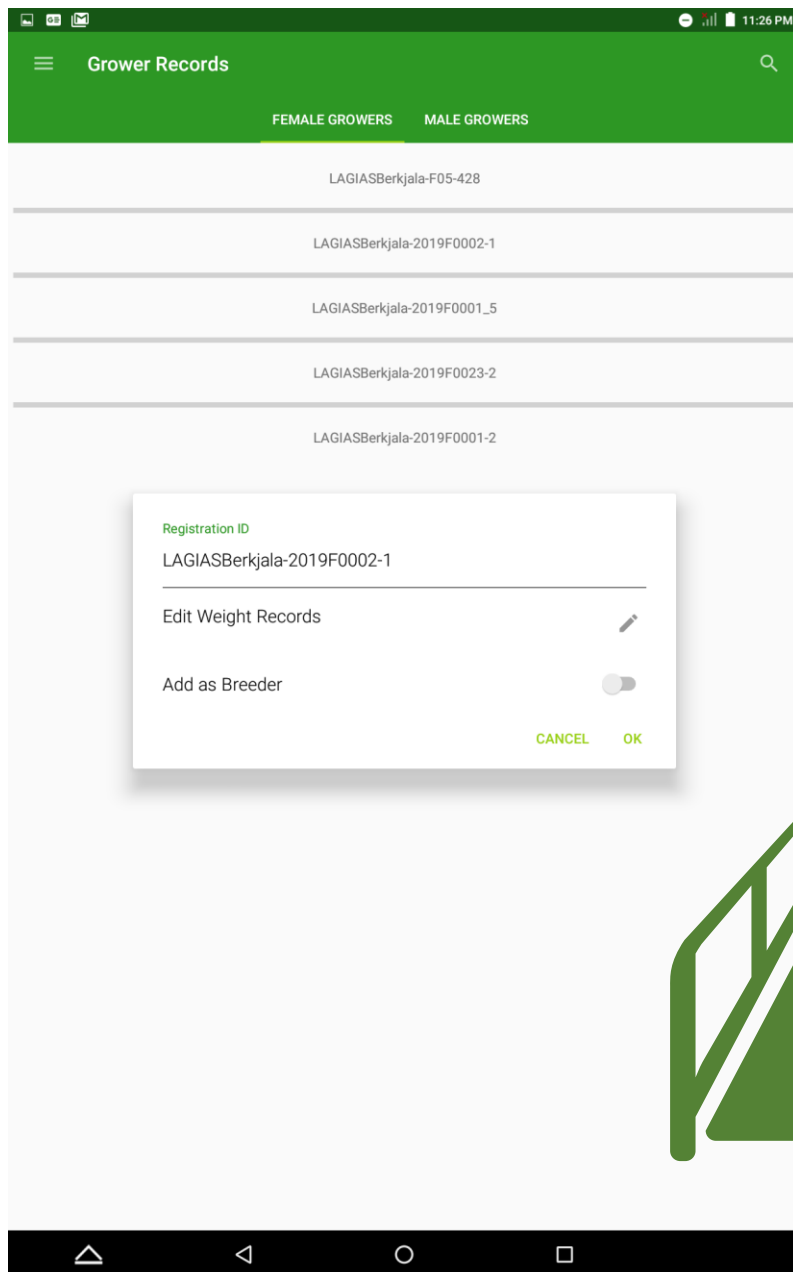 GB
11:26 PM
Grower Records
FEMALE GROWERS MALE GROWERS
LAGIASBerkjala-F05-428
LAGIASBerkjala-2019F0002-1
LAGIASBerkjala-2019F0001_5
LAGIASBerkjala-2019F0023-2
LAGIASBerkjala-2019F0001-2
Registration ID
LAGIASBerkjala-2019F0002-1
Edit Weight Records
Add as Breeder
CANCEL OK